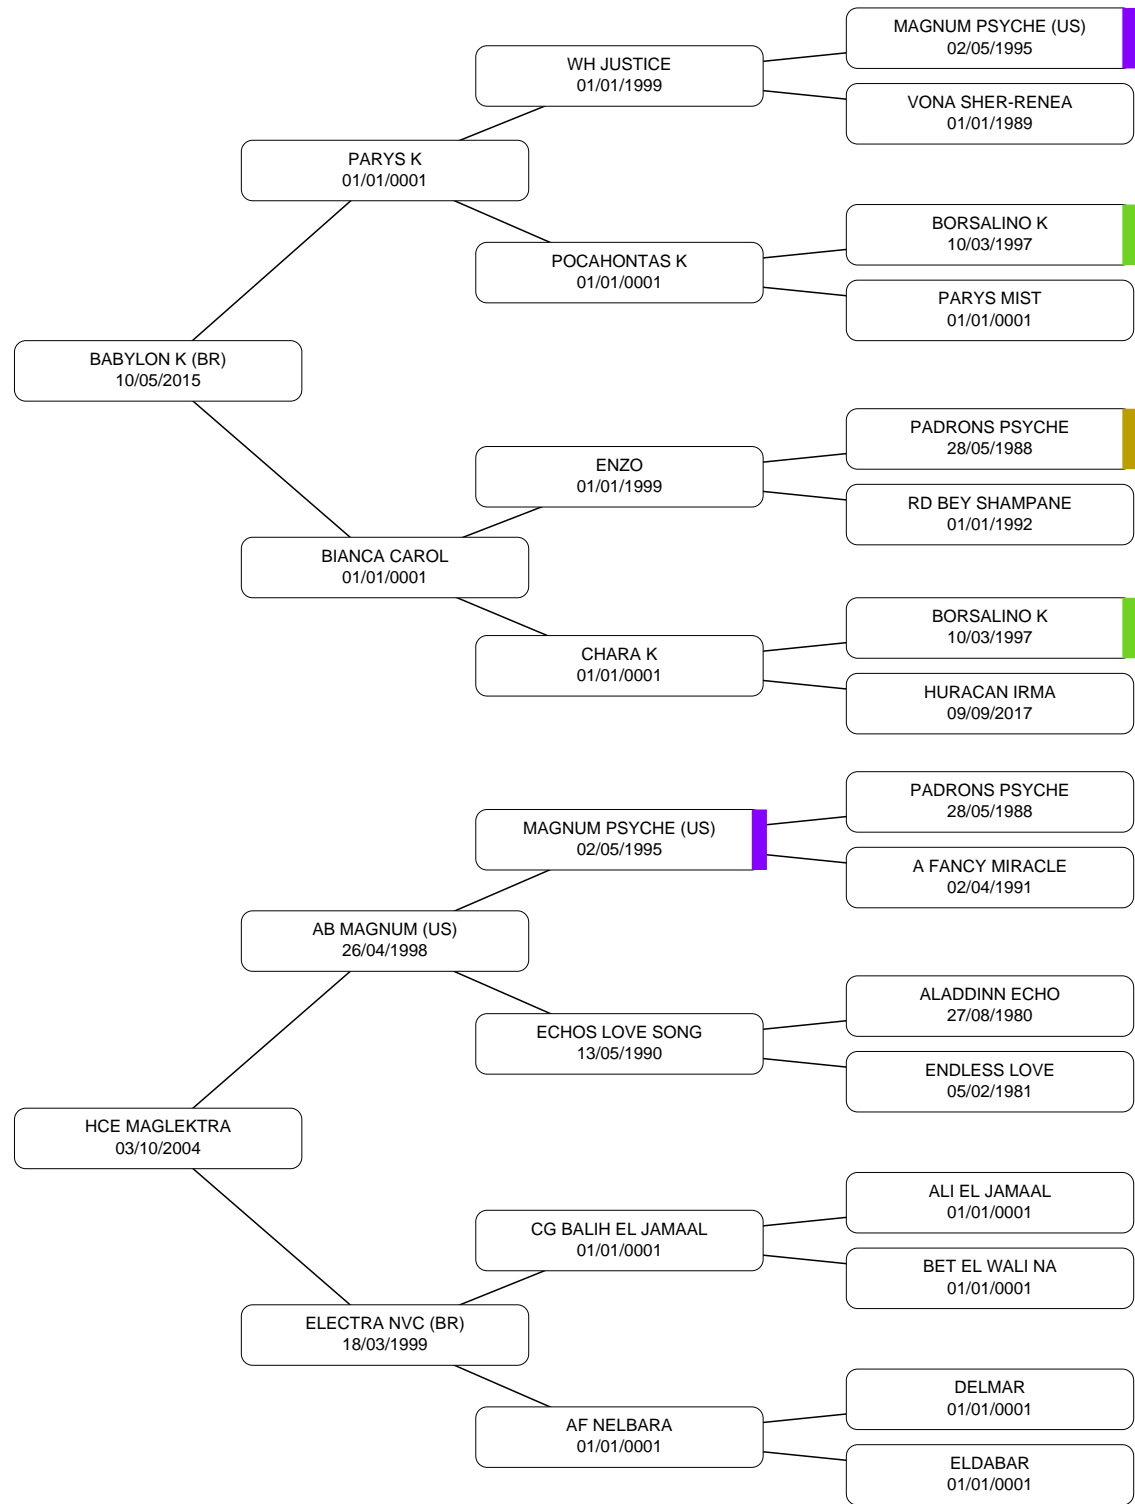 MAGNUM PSYCHE (US)
02/05/1995
WH JUSTICE
01/01/1999
VONA SHER-RENEA
01/01/1989
PARYS K
01/01/0001
BORSALINO K
10/03/1997
POCAHONTAS K
01/01/0001
PARYS MIST
01/01/0001
BABYLON K (BR)
10/05/2015
PADRONS PSYCHE
28/05/1988
ENZO
01/01/1999
RD BEY SHAMPANE
01/01/1992
BIANCA CAROL
01/01/0001
BORSALINO K
10/03/1997
CHARA K
01/01/0001
HURACAN IRMA
09/09/2017
PADRONS PSYCHE
28/05/1988
MAGNUM PSYCHE (US)
02/05/1995
A FANCY MIRACLE
02/04/1991
AB MAGNUM (US)
26/04/1998
ALADDINN ECHO
27/08/1980
ECHOS LOVE SONG
13/05/1990
ENDLESS LOVE
05/02/1981
HCE MAGLEKTRA
03/10/2004
ALI EL JAMAAL
01/01/0001
CG BALIH EL JAMAAL
01/01/0001
BET EL WALI NA
01/01/0001
ELECTRA NVC (BR)
18/03/1999
DELMAR
01/01/0001
AF NELBARA
01/01/0001
ELDABAR
01/01/0001